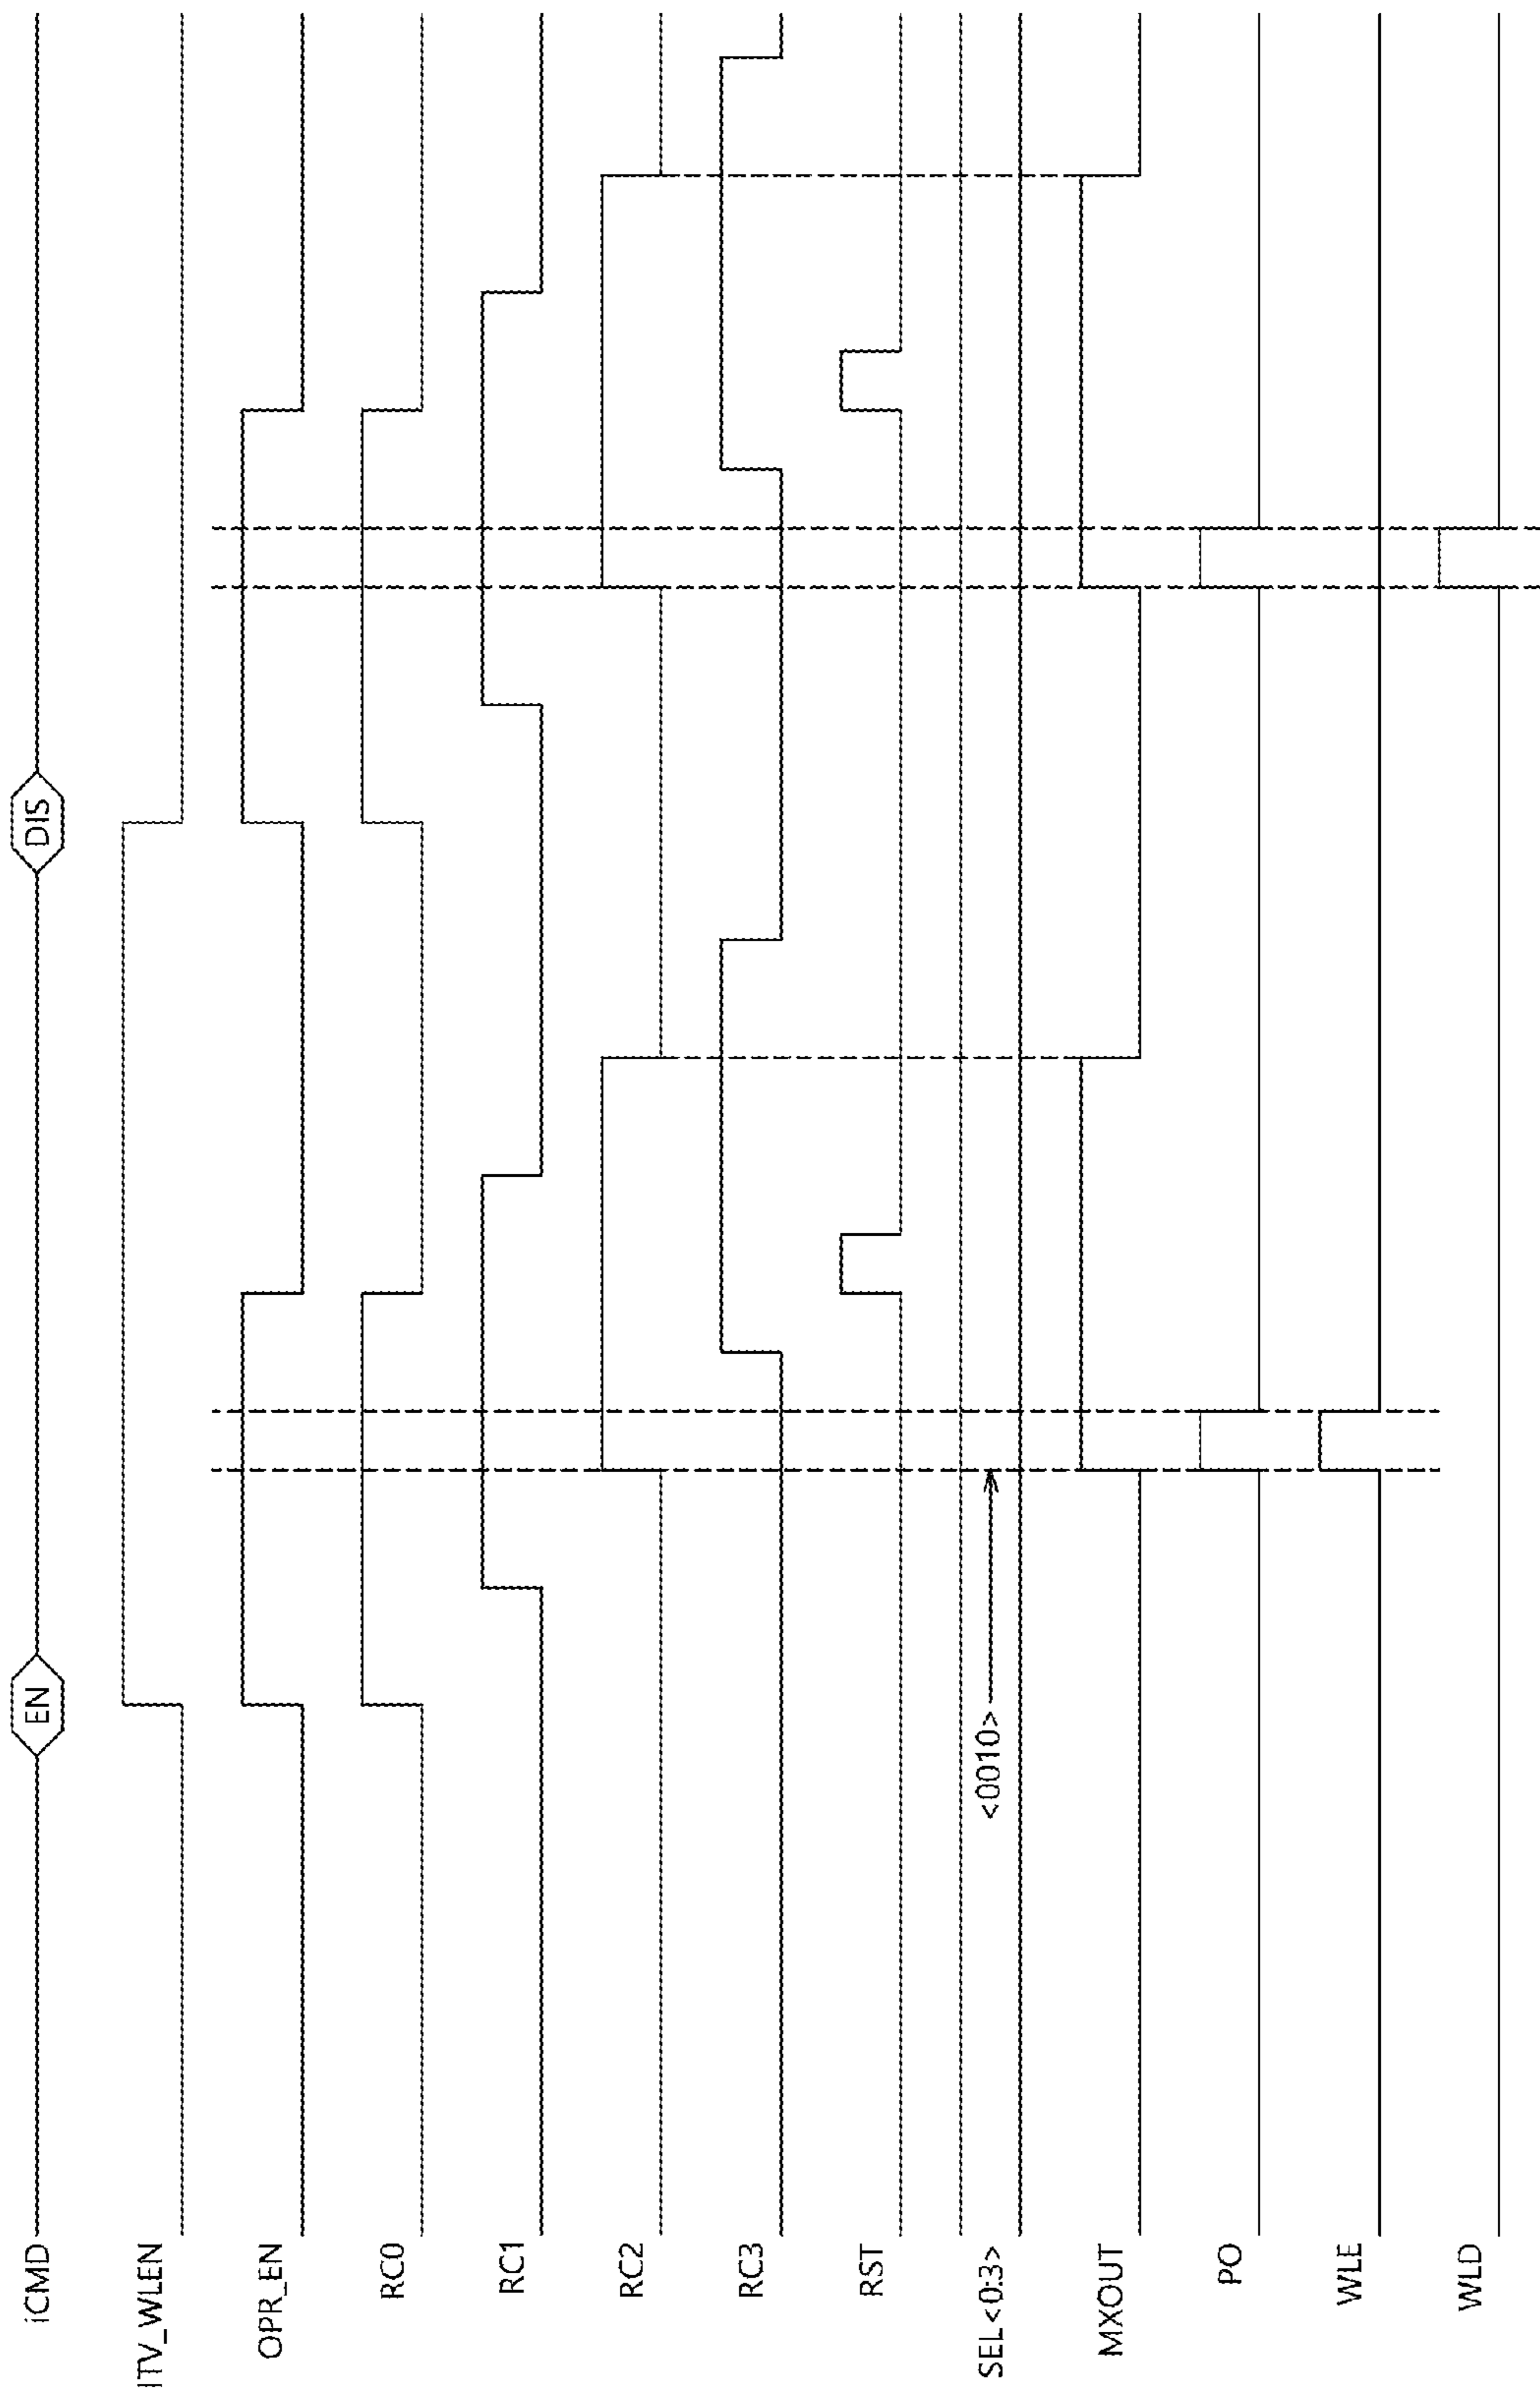 iCMD
EN
DIS
ITV_WLEN
OPR_EN
RC0
RC1
RC2
RC3
RST
SEL<0:3>
<0010>
MXOUT
PO
WLE
WLD